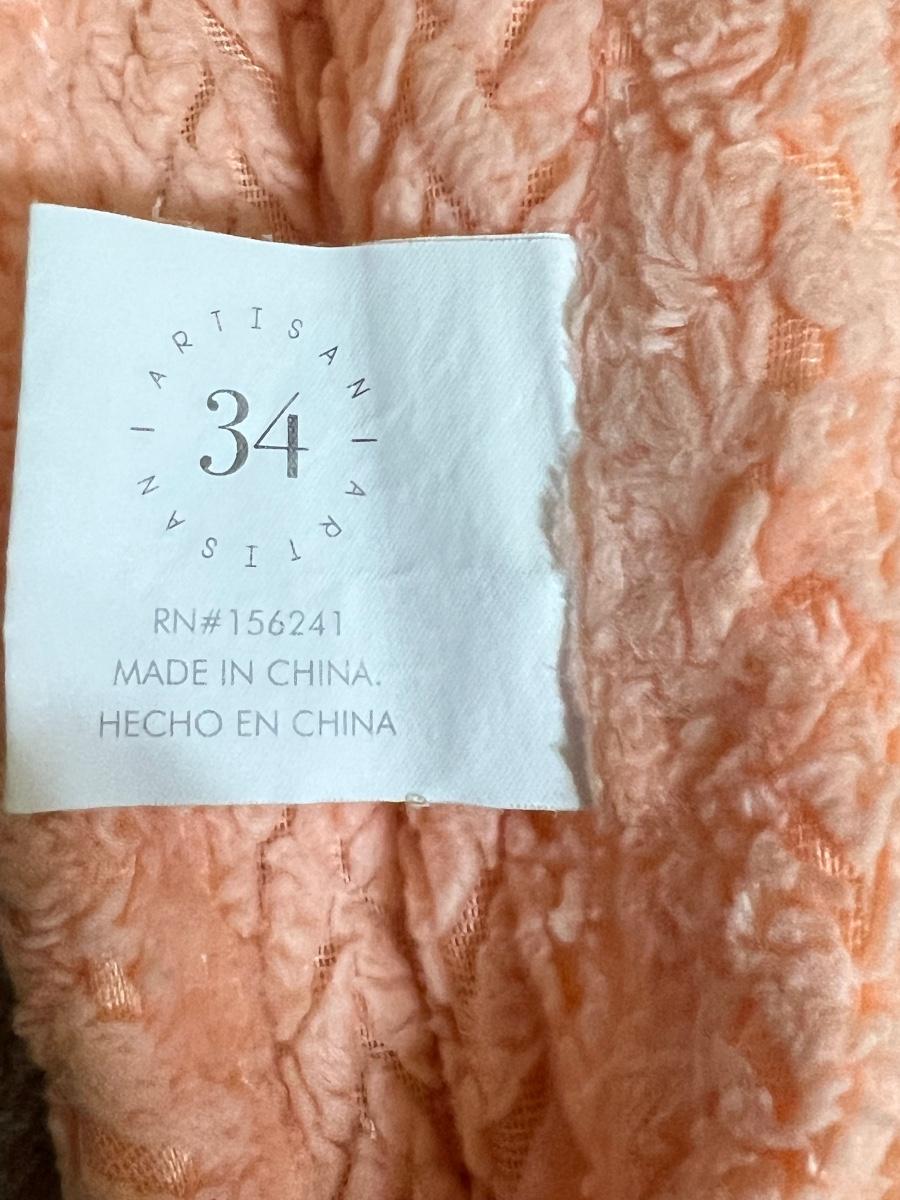 ARTISAN | ARTISAN |
34
RN#156241
MADE IN CHINA.
HECHO EN CHINA